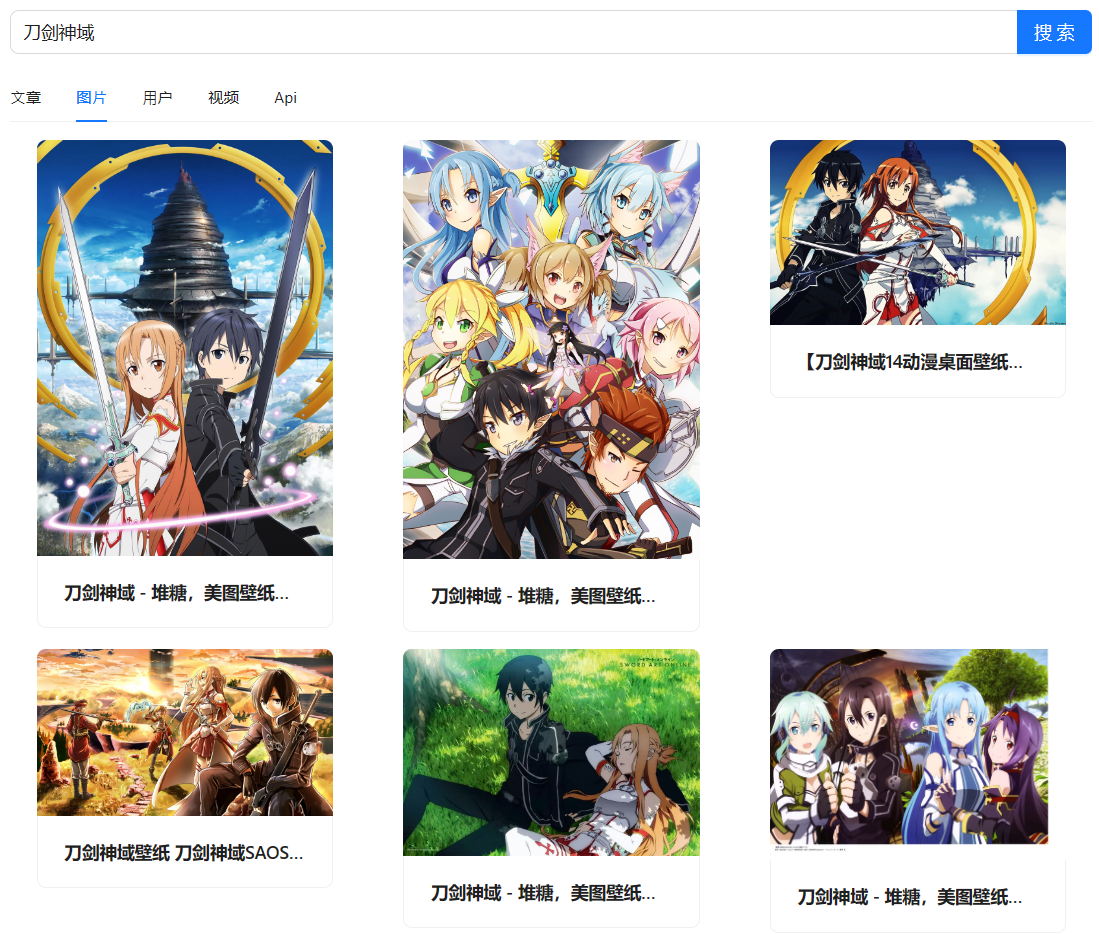 刀剑神域
搜 索
文章 图片 用户 视频 Api
【刀剑神域14动漫桌面壁纸...
刀剑神域 - 堆糖，美图壁纸...
刀剑神域 - 堆糖，美图壁纸...
SWORD ART ONLINE
刀剑神域壁纸 刀剑神域SAOS...
刀剑神域 - 堆糖，美图壁纸...
刀剑神域 - 堆糖，美图壁纸...